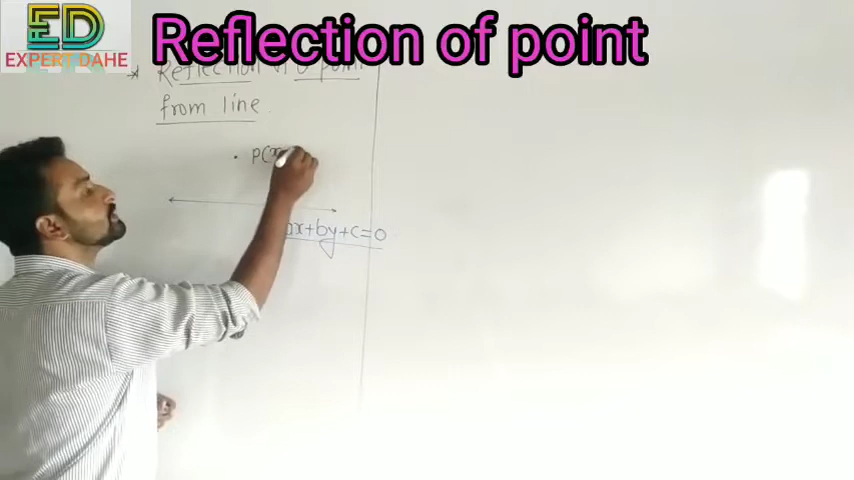 ED
EXPERT DAHE
Reflection of point
* Reflection of a point
from line
. P(x
ax+by+c=0